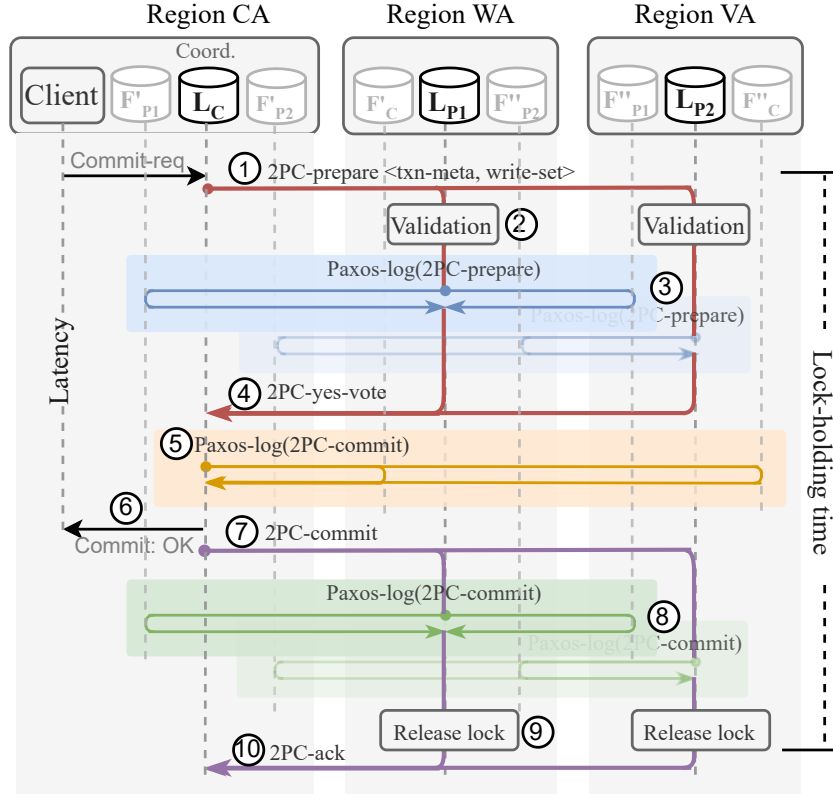 Region CA
Region WA
Region VA
Coord.
Client
F'P1
LC
F'P2
F'C
LP1
F''P2
F''P1
LP2
F''C
Commit-req
1 2PC-prepare <txn-meta, write-set>
Validation
2
Validation
Paxos-log(2PC-prepare)
3
Paxos-log(2PC-prepare)
Latency
Lock-holding time
4 2PC-yes-vote
5 Paxos-log(2PC-commit)
6
Commit: OK
7 2PC-commit
Paxos-log(2PC-commit)
8
Paxos-log(2PC-commit)
Release lock
9
Release lock
10 2PC-ack